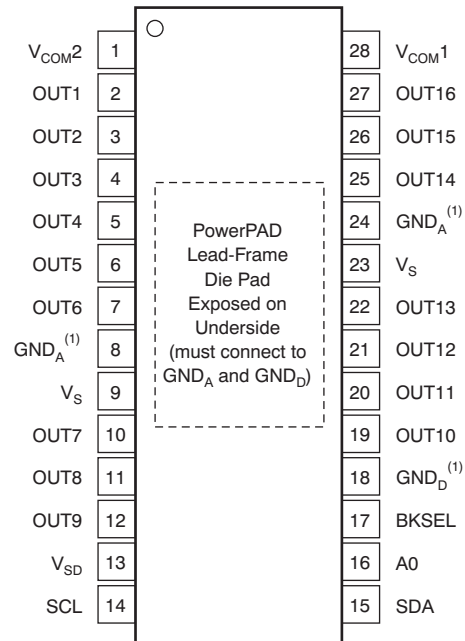 V_COM2 1 28 V_COM1
OUT1 2 27 OUT16
OUT2 3 26 OUT15
OUT3 4 25 OUT14
OUT4 5 24 GND_A^(1)
OUT5 6 23 V_S
OUT6 7 22 OUT13
GND_A^(1) 8 21 OUT12
V_S 9 20 OUT11
OUT7 10 19 OUT10
OUT8 11 18 GND_D^(1)
OUT9 12 17 BKSEL
V_SD 13 16 A0
SCL 14 15 SDA
PowerPAD
Lead-Frame
Die Pad
Exposed on
Underside
(must connect to
GND_A and GND_D)